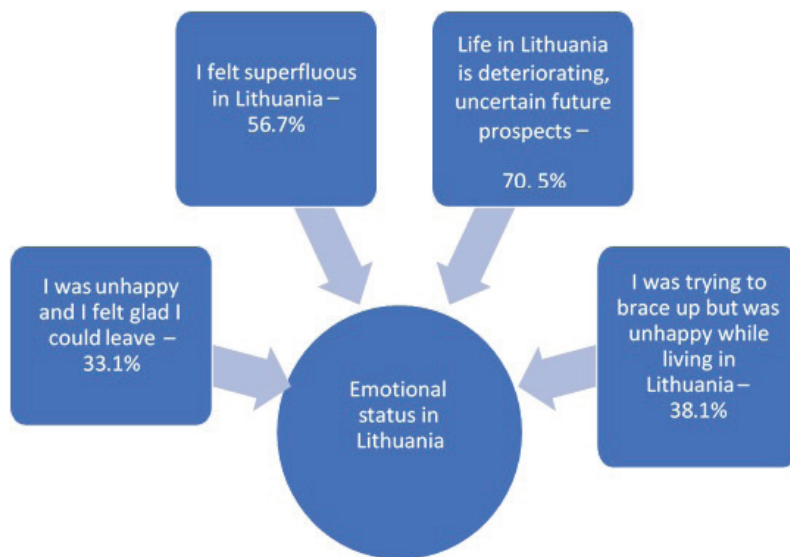 I felt superfluous
in Lithuania –
56.7%
Life in Lithuania
is deteriorating,
uncertain future
prospects –
70. 5%
I was unhappy
and I felt glad I
could leave –
33.1%
I was trying to
brace up but was
unhappy while
living in
Lithuania –
38.1%
Emotional
status in
Lithuania